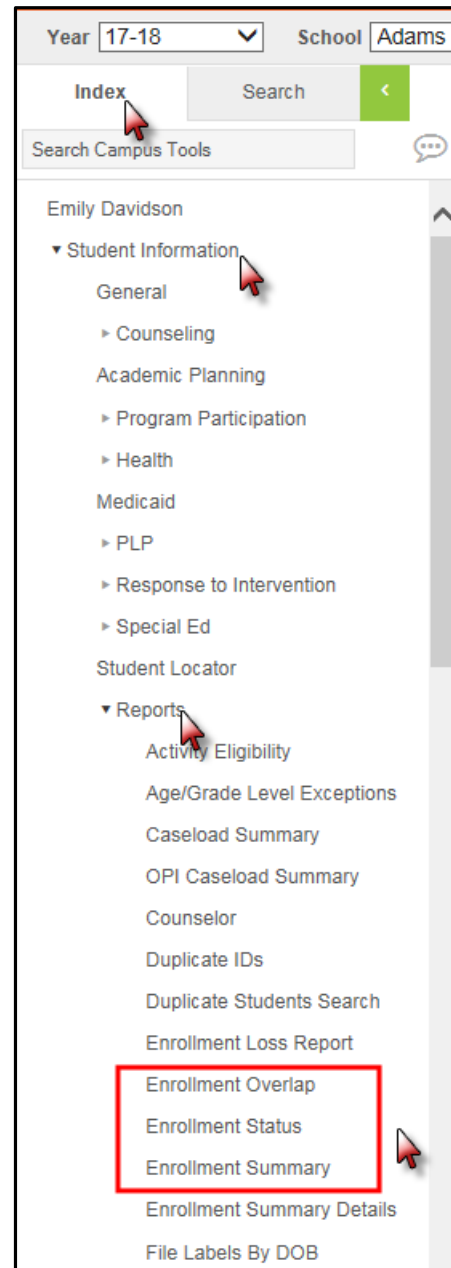 Year 17-18 School Adams
Index Search
Search Campus Tools
Emily Davidson
Student Information
General
Counseling
Academic Planning
Program Participation
Health
Medicaid
PLP
Response to Intervention
Special Ed
Student Locator
Reports
Activity Eligibility
Age/Grade Level Exceptions
Caseload Summary
OPI Caseload Summary
Counselor
Duplicate IDs
Duplicate Students Search
Enrollment Loss Report
Enrollment Overlap
Enrollment Status
Enrollment Summary
Enrollment Summary Details
File Labels By DOB